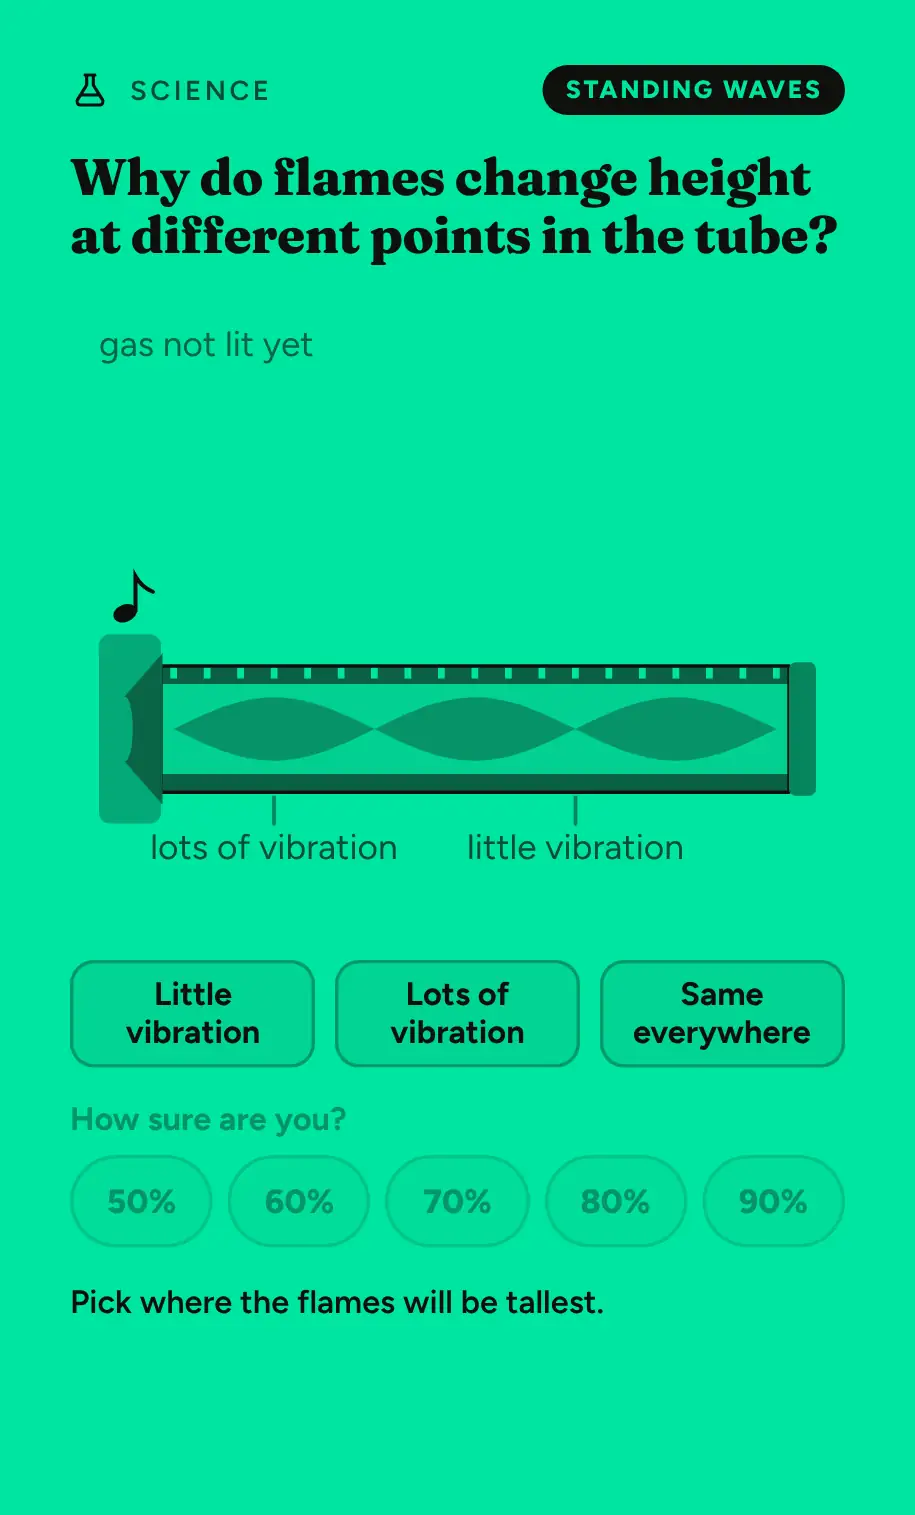 SCIENCE
STANDING WAVES
Why do flames change height
at different points in the tube?
gas not lit yet
lots of vibration
little vibration
Little
vibration
Lots of
vibration
Same
everywhere
How sure are you?
50%
60%
70%
80%
90%
Pick where the flames will be tallest.